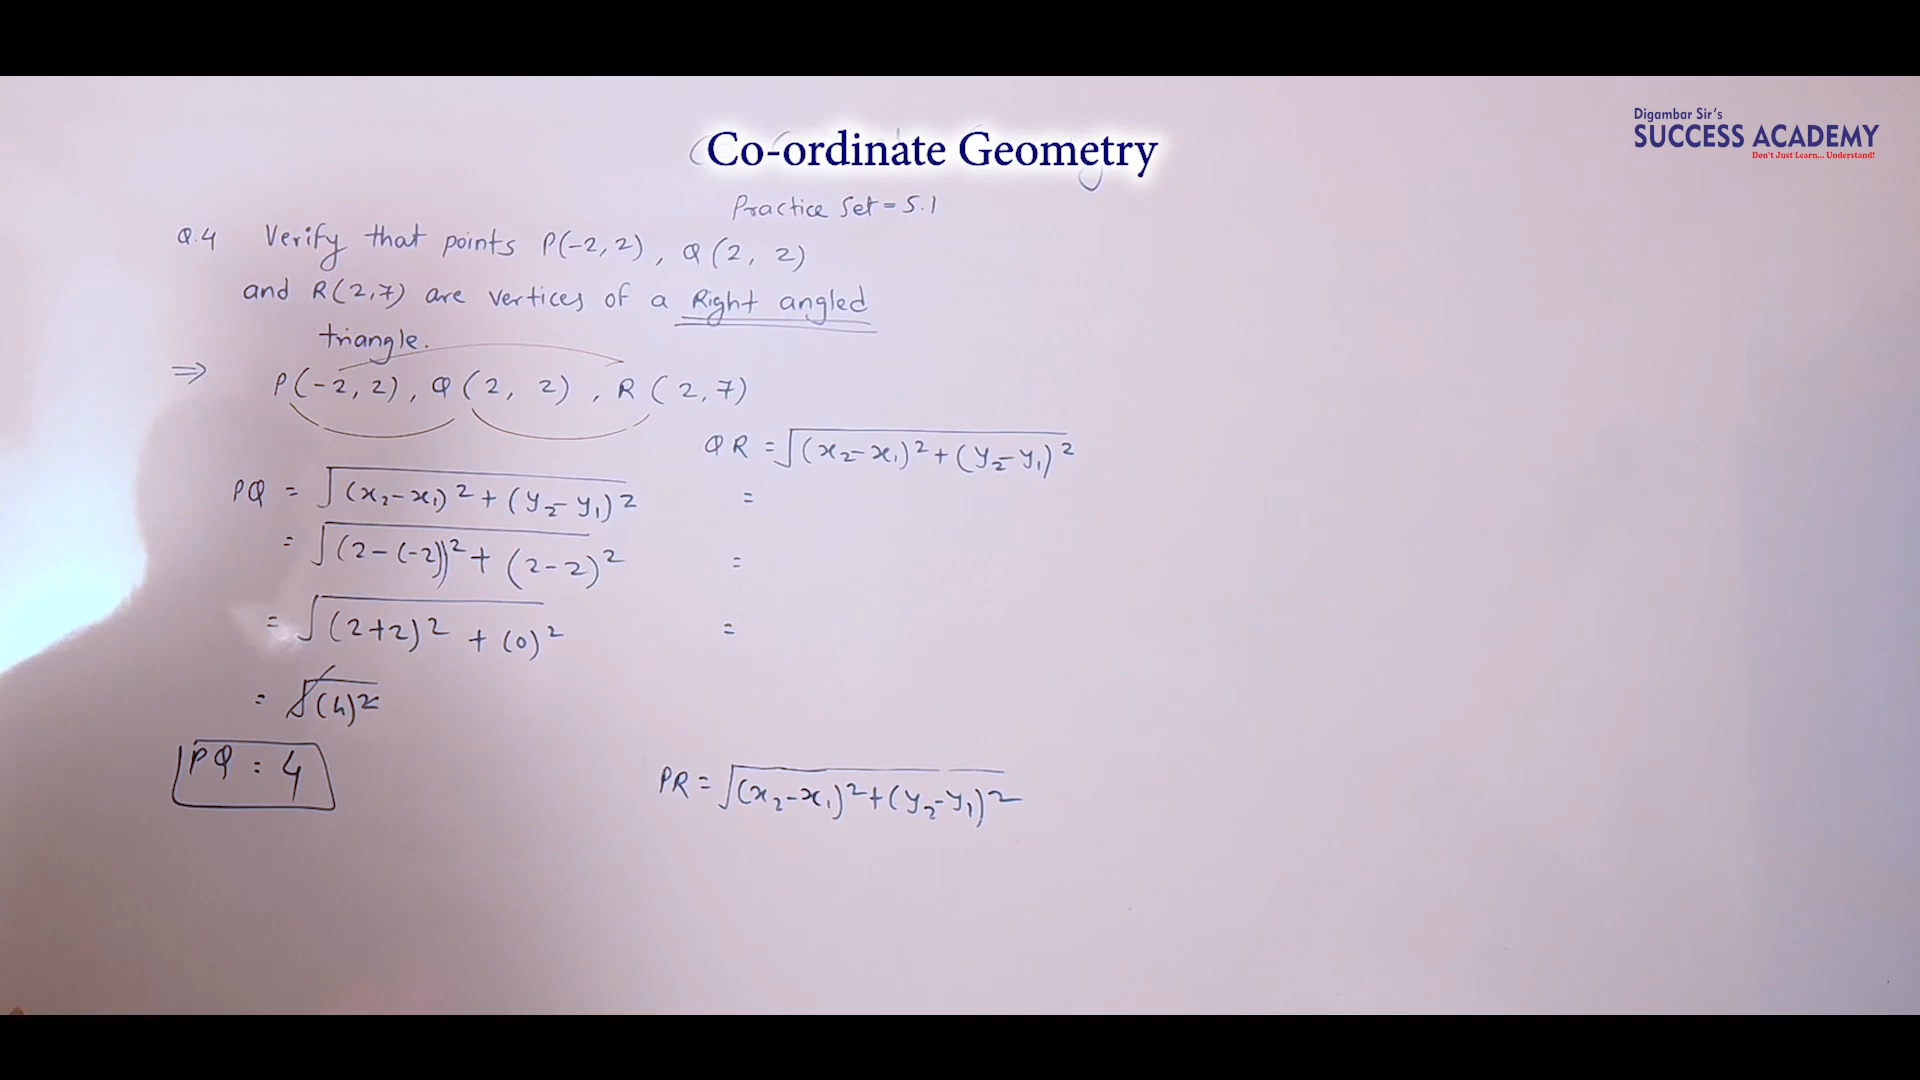 Digambar Sir's
SUCCESS ACADEMY
Don't Just Learn... Understand!
Co-ordinate Geometry
Practice Set = 5.1
Q.4 Verify that points P(-2,2), Q(2, 2)
and R(2,7) are vertices of a Right angled
triangle.
⇒ P(-2,2), Q(2, 2), R(2,7)
PQ = √(x₂-x₁)² + (y₂-y₁)²
= √(2-(-2))² + (2-2)²
= √(2+2)² + (0)²
= √(4)²
PQ = 4
QR = √(x₂-x₁)² + (y₂-y₁)²
=
=
=
PR = √(x₂-x₁)² + (y₂-y₁)²